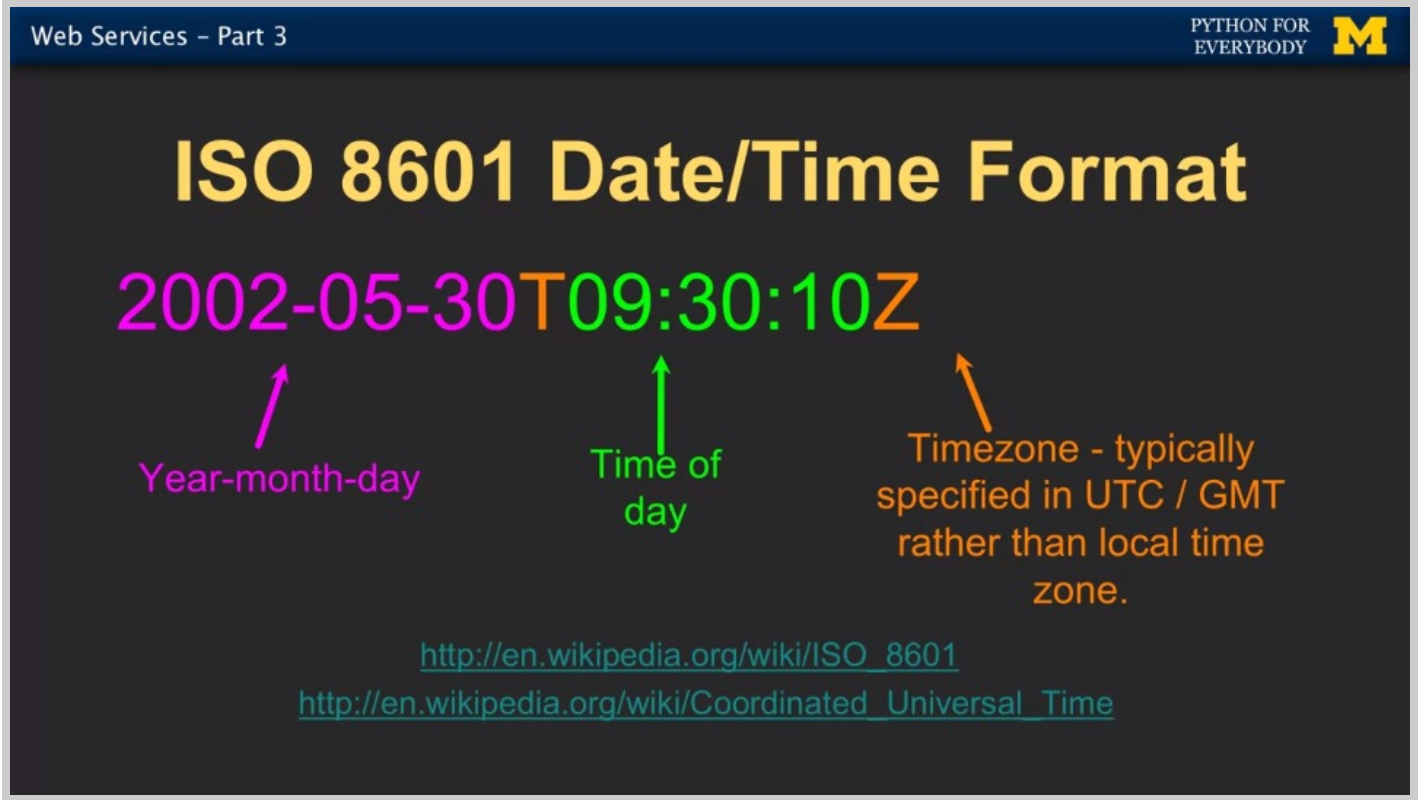 Web Services – Part 3
PYTHON FOR
EVERYBODY
M
ISO 8601 Date/Time Format
2002-05-30T09:30:10Z
Year-month-day
Time of
day
Timezone - typically
specified in UTC / GMT
rather than local time
zone.
http://en.wikipedia.org/wiki/ISO_8601
http://en.wikipedia.org/wiki/Coordinated_Universal_Time